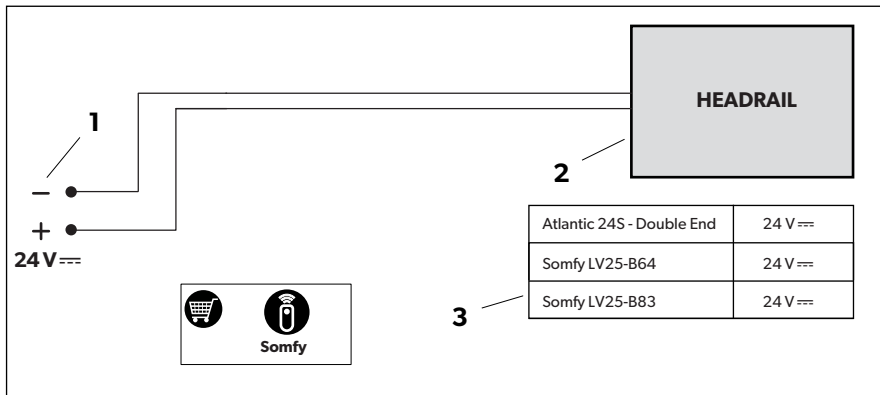 HEADRAIL
1
2
−
+
24 V ⎓
Atlantic 24S - Double End 24 V ⎓
Somfy LV25-B64 24 V ⎓
Somfy LV25-B83 24 V ⎓
3
Somfy